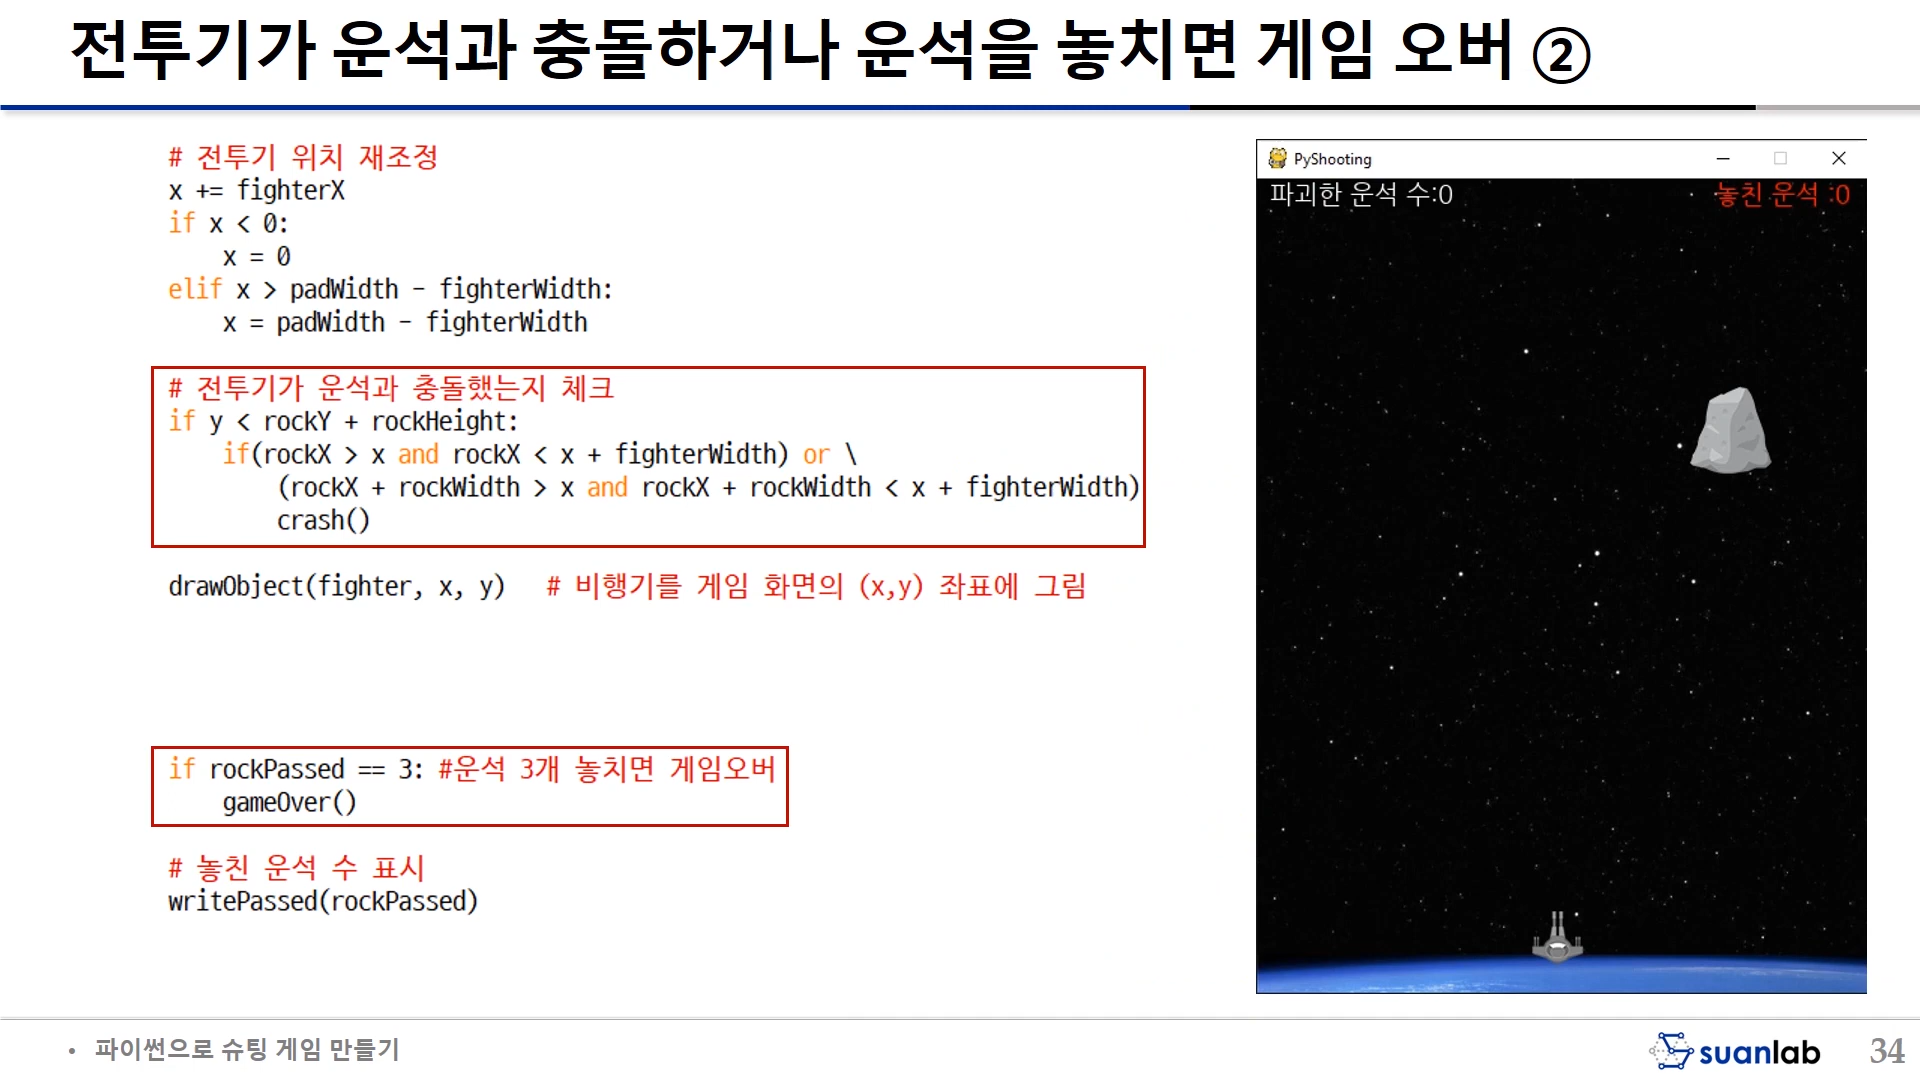 전투기가 운석과 충돌하거나 운석을 놓치면 게임 오버 ②
# 전투기 위치 재조정
x += fighterX
if x < 0:
    x = 0
elif x > padWidth - fighterWidth:
    x = padWidth - fighterWidth
# 전투기가 운석과 충돌했는지 체크
if y < rockY + rockHeight:
    if(rockX > x and rockX < x + fighterWidth) or \
        (rockX + rockWidth > x and rockX + rockWidth < x + fighterWidth)
        crash()
drawObject(fighter, x, y)   # 비행기를 게임 화면의 (x,y) 좌표에 그림
if rockPassed == 3: #운석 3개 놓치면 게임오버
    gameOver()
# 놓친 운석 수 표시
writePassed(rockPassed)
PyShooting
파괴한 운석 수:0
놓친 운석 :0
• 파이썬으로 슈팅 게임 만들기
suanlab
34